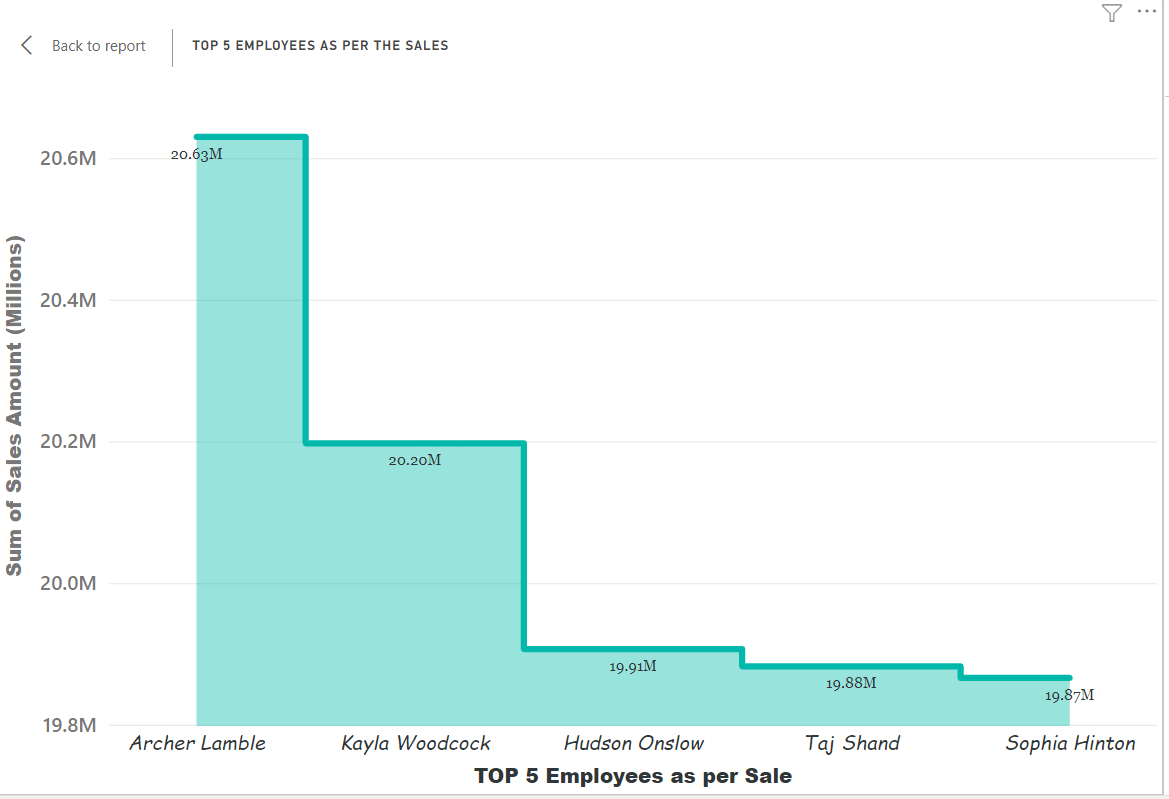 Back to report
TOP 5 EMPLOYEES AS PER THE SALES
Sum of Sales Amount (Millions)
20.6M
20.4M
20.2M
20.0M
19.8M
20.63M
20.20M
19.91M
19.88M
19.87M
Archer Lamble
Kayla Woodcock
Hudson Onslow
Taj Shand
Sophia Hinton
TOP 5 Employees as per Sale